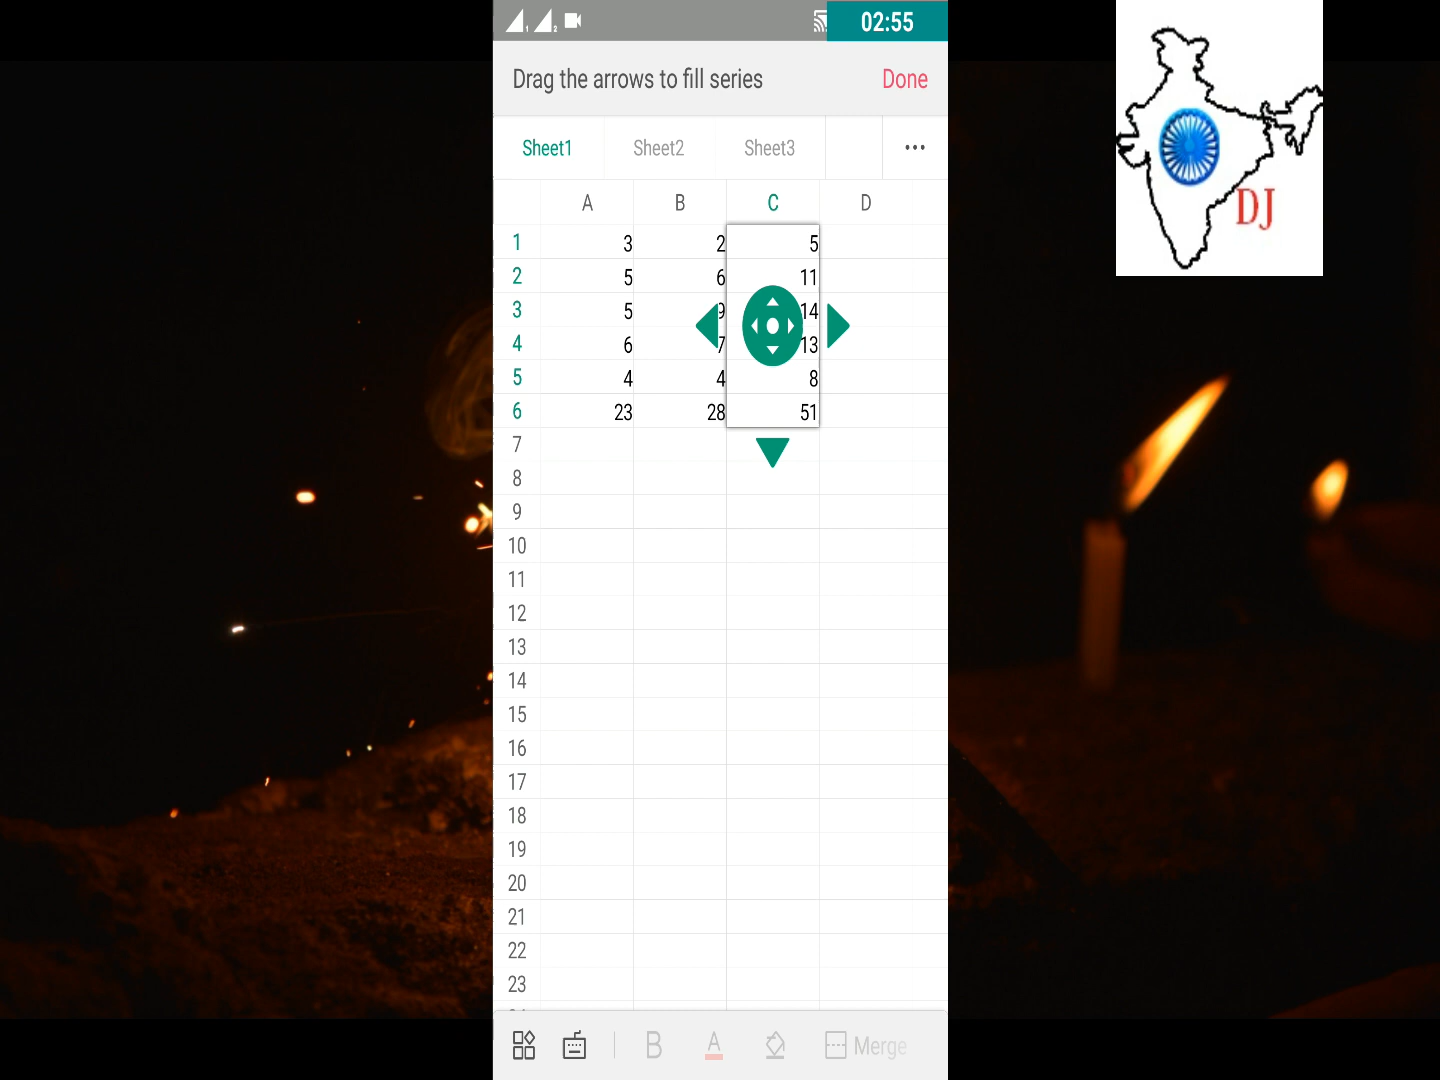 02:55
Drag the arrows to fill series Done
Sheet1 Sheet2 Sheet3 •••
A B C D
1 3 2 5
2 5 6 11
3 5 9 14
4 6 7 13
5 4 4 8
6 23 28 51
7
8
9
10
11
12
13
14
15
16
17
18
19
20
21
22
23
B A Merge
DJ